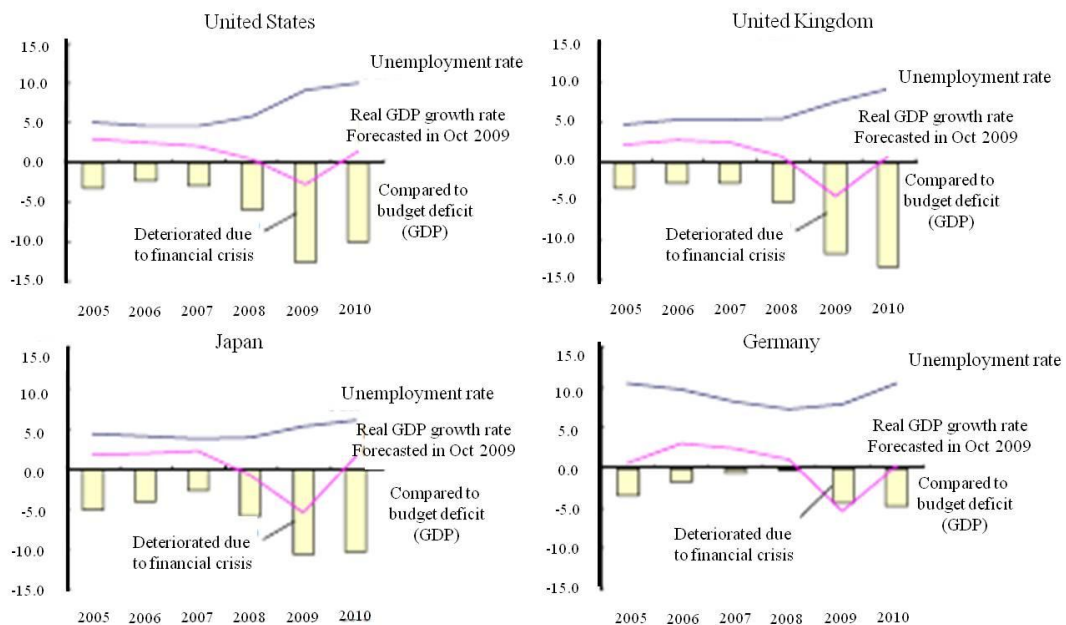 United States
15.0
10.0
5.0
0.0
-5.0
-10.0
-15.0
Unemployment rate
Real GDP growth rate
Forecasted in Oct 2009
Compared to
budget deficit
(GDP)
Deteriorated due
to financial crisis
2005 2006 2007 2008 2009 2010
United Kingdom
15.0
10.0
5.0
0.0
-5.0
-10.0
-15.0
Unemployment rate
Real GDP growth rate
Forecasted in Oct 2009
Compared to
budget deficit
(GDP)
Deteriorated due
to financial crisis
2005 2006 2007 2008 2009 2010
Japan
15.0
10.0
5.0
0.0
-5.0
-10.0
-15.0
Unemployment rate
Real GDP growth rate
Forecasted in Oct 2009
Compared to
budget deficit
(GDP)
Deteriorated due
to financial crisis
2005 2006 2007 2008 2009 2010
Germany
15.0
10.0
5.0
0.0
-5.0
-10.0
-15.0
Unemployment rate
Real GDP growth rate
Forecasted in Oct 2009
Compared to
budget deficit
(GDP)
Deteriorated due
to financial crisis
2005 2006 2007 2008 2009 2010